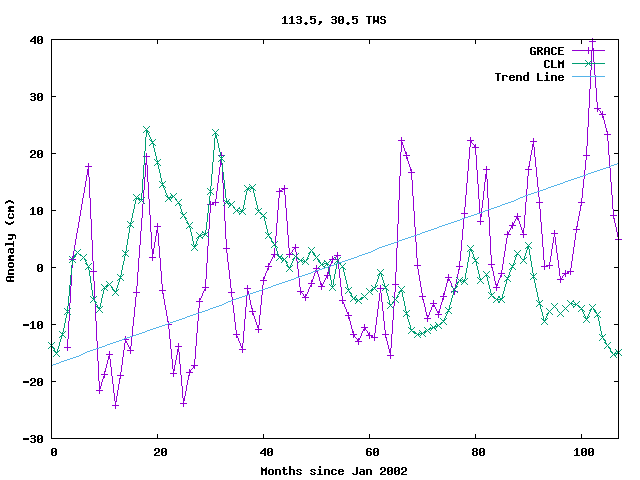 113.5, 30.5 TWS
GRACE
CLM
Trend Line
40
30
20
10
0
-10
-20
-30
Anomaly (cm)
0 20 40 60 80 100
Months since Jan 2002